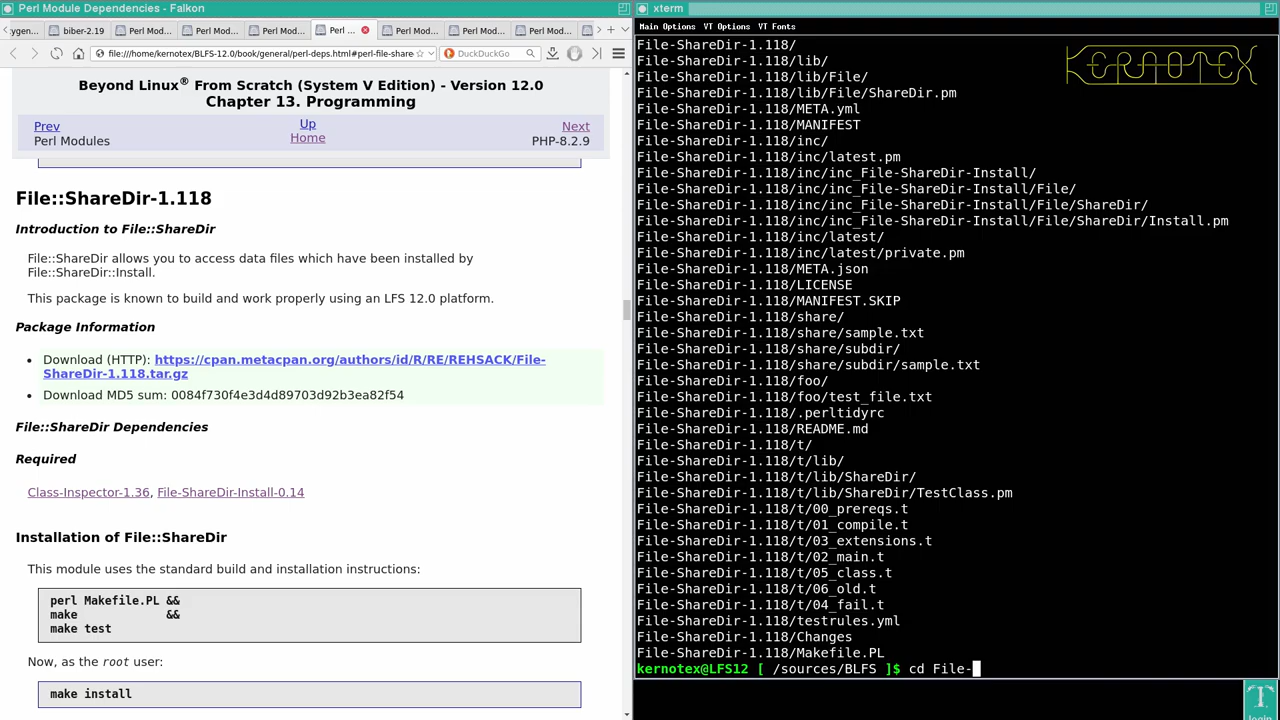 Perl Module Dependencies - Falkon
ygen. biber-2.19 Perl Mod Perl Mod Perl Mod Perl ... Perl Mod Perl Mod Perl Mod
file:///home/kernotex/BLFS-12.0/book/general/perl-deps.html#perl-file-share
DuckDuckGo
Beyond Linux® From Scratch (System V Edition) - Version 12.0
Chapter 13. Programming
Prev Up Next
Perl Modules Home PHP-8.2.9
File::ShareDir-1.118
Introduction to File::ShareDir
File::ShareDir allows you to access data files which have been installed by
File::ShareDir::Install.
This package is known to build and work properly using an LFS 12.0 platform.
Package Information
• Download (HTTP): https://cpan.metacpan.org/authors/id/R/RE/REHSACK/File-
ShareDir-1.118.tar.gz
• Download MD5 sum: 0084f730f4e3d4d89703d92b3ea82f54
File::ShareDir Dependencies
Required
Class-Inspector-1.36, File-ShareDir-Install-0.14
Installation of File::ShareDir
This module uses the standard build and installation instructions:
perl Makefile.PL &&
make &&
make test
Now, as the root user:
make install
xterm
Main Options VT Options VT Fonts
KERNOTEX
File-ShareDir-1.118/
File-ShareDir-1.118/lib/
File-ShareDir-1.118/lib/File/
File-ShareDir-1.118/lib/File/ShareDir.pm
File-ShareDir-1.118/META.yml
File-ShareDir-1.118/MANIFEST
File-ShareDir-1.118/inc/
File-ShareDir-1.118/inc/latest.pm
File-ShareDir-1.118/inc/inc_File-ShareDir-Install/
File-ShareDir-1.118/inc/inc_File-ShareDir-Install/File/
File-ShareDir-1.118/inc/inc_File-ShareDir-Install/File/ShareDir/
File-ShareDir-1.118/inc/inc_File-ShareDir-Install/File/ShareDir/Install.pm
File-ShareDir-1.118/inc/latest/
File-ShareDir-1.118/inc/latest/private.pm
File-ShareDir-1.118/META.json
File-ShareDir-1.118/LICENSE
File-ShareDir-1.118/MANIFEST.SKIP
File-ShareDir-1.118/share/
File-ShareDir-1.118/share/sample.txt
File-ShareDir-1.118/share/subdir/
File-ShareDir-1.118/share/subdir/sample.txt
File-ShareDir-1.118/foo/
File-ShareDir-1.118/foo/test_file.txt
File-ShareDir-1.118/.perltidyrc
File-ShareDir-1.118/README.md
File-ShareDir-1.118/t/
File-ShareDir-1.118/t/lib/
File-ShareDir-1.118/t/lib/ShareDir/
File-ShareDir-1.118/t/lib/ShareDir/TestClass.pm
File-ShareDir-1.118/t/00_prereqs.t
File-ShareDir-1.118/t/01_compile.t
File-ShareDir-1.118/t/03_extensions.t
File-ShareDir-1.118/t/02_main.t
File-ShareDir-1.118/t/05_class.t
File-ShareDir-1.118/t/06_old.t
File-ShareDir-1.118/t/04_fail.t
File-ShareDir-1.118/testrules.yml
File-ShareDir-1.118/Changes
File-ShareDir-1.118/Makefile.PL
kernotex@LFS12 [ /sources/BLFS ]$ cd File-
login